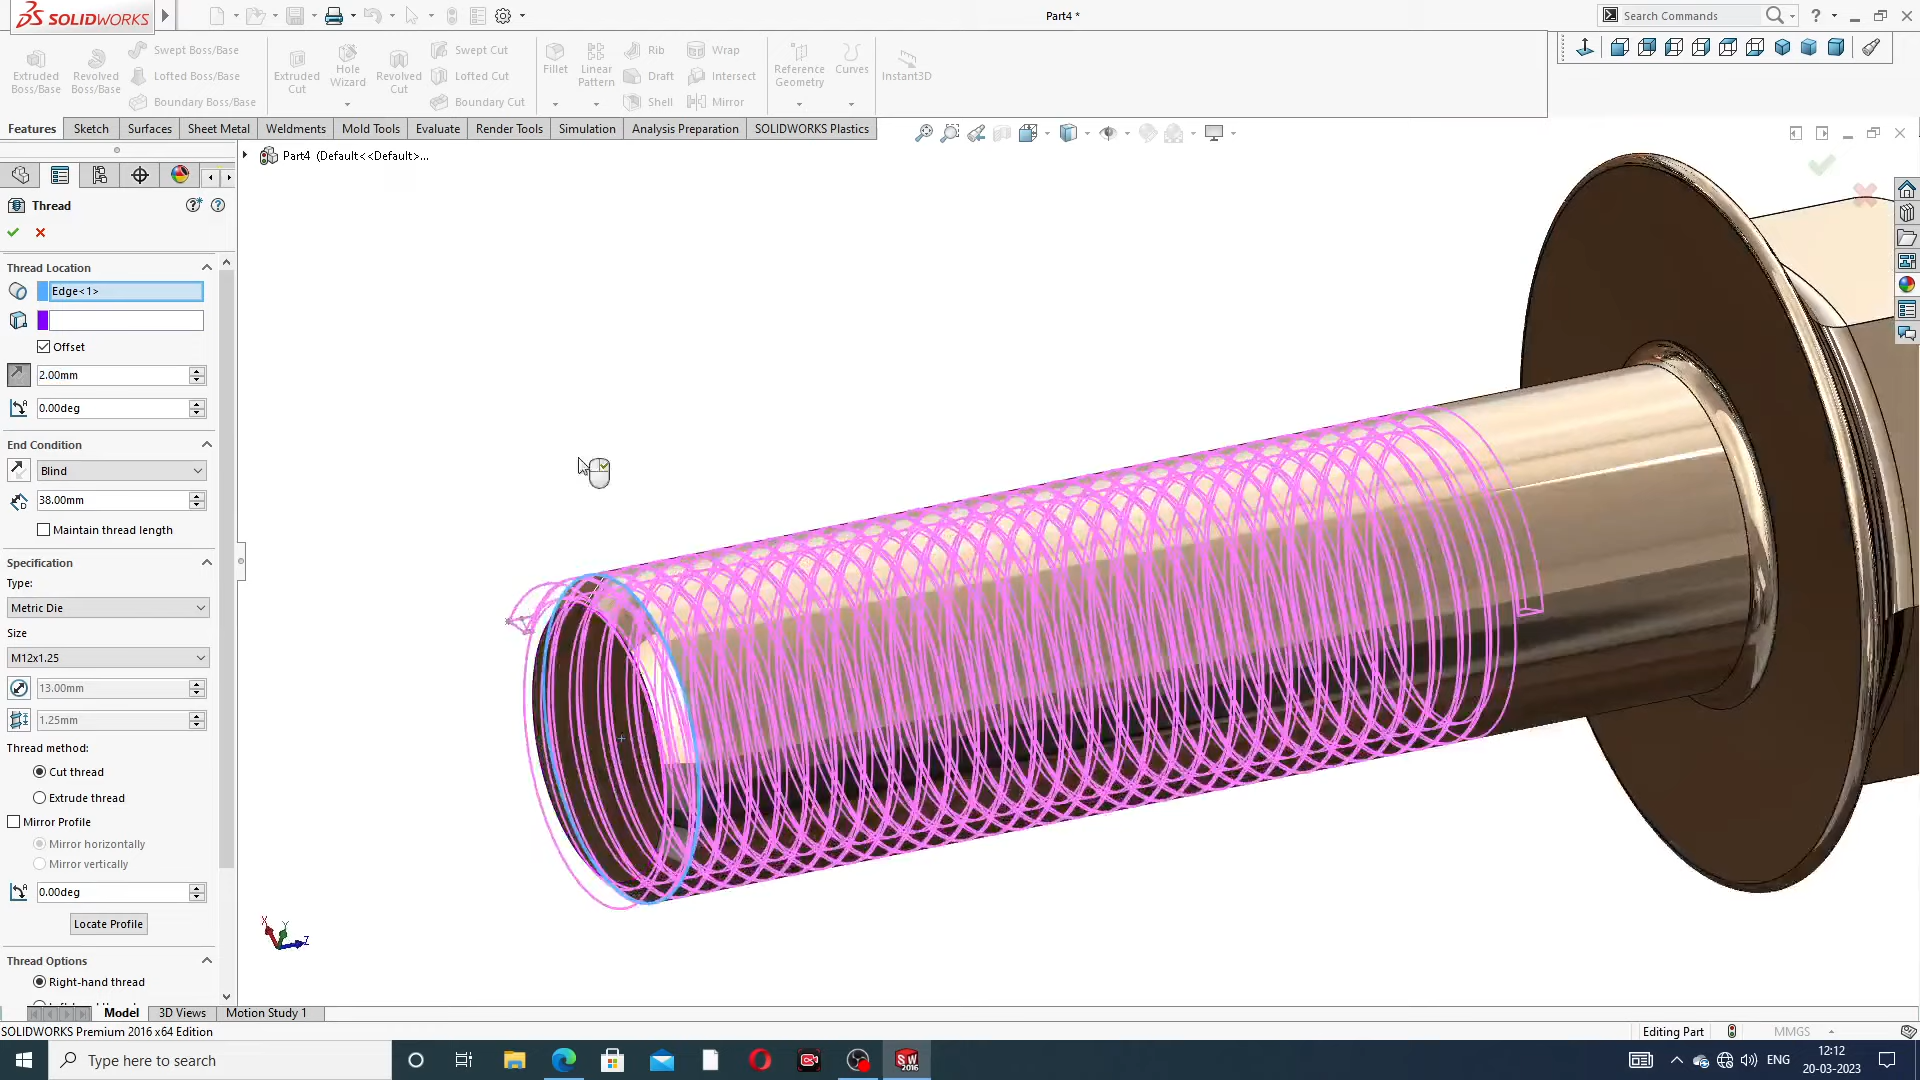 SOLIDWORKS
Part4 *
Search Commands
Extruded Boss/Base
Revolved Boss/Base
Swept Boss/Base
Lofted Boss/Base
Boundary Boss/Base
Extruded Cut
Hole Wizard
Revolved Cut
Swept Cut
Lofted Cut
Boundary Cut
Fillet
Linear Pattern
Rib
Draft
Shell
Wrap
Intersect
Mirror
Reference Geometry
Curves
Instant3D
Features
Sketch
Surfaces
Sheet Metal
Weldments
Mold Tools
Evaluate
Render Tools
Simulation
Analysis Preparation
SOLIDWORKS Plastics
Part4 (Default<<Default>...
Thread
Thread Location
Edge<1>
Offset
2.00mm
0.00deg
End Condition
Blind
38.00mm
Maintain thread length
Specification
Type:
Metric Die
Size
M12x1.25
13.00mm
1.25mm
Thread method:
Cut thread
Extrude thread
Mirror Profile
Mirror horizontally
Mirror vertically
0.00deg
Locate Profile
Thread Options
Right-hand thread
X
Y
Z
Model
3D Views
Motion Study 1
SOLIDWORKS Premium 2016 x64 Edition
Editing Part
MMGS
Type here to search
SW
2016
ENG
12:12
20-03-2023